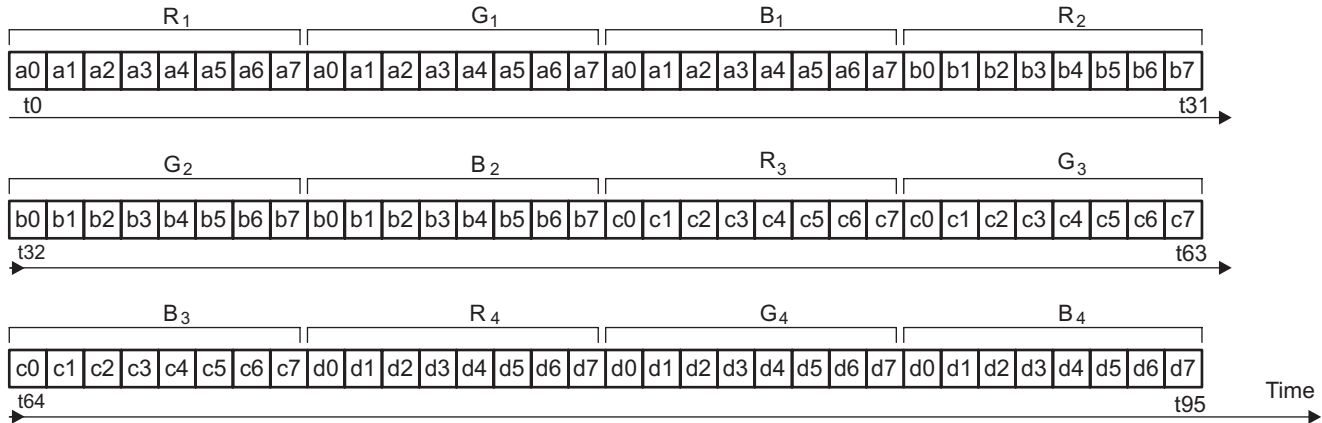 R1 G1 B1 R2
a0 a1 a2 a3 a4 a5 a6 a7 a0 a1 a2 a3 a4 a5 a6 a7 a0 a1 a2 a3 a4 a5 a6 a7 b0 b1 b2 b3 b4 b5 b6 b7
t0 t31
G2 B2 R3 G3
b0 b1 b2 b3 b4 b5 b6 b7 b0 b1 b2 b3 b4 b5 b6 b7 c0 c1 c2 c3 c4 c5 c6 c7 c0 c1 c2 c3 c4 c5 c6 c7
t32 t63
B3 R4 G4 B4
c0 c1 c2 c3 c4 c5 c6 c7 d0 d1 d2 d3 d4 d5 d6 d7 d0 d1 d2 d3 d4 d5 d6 d7 d0 d1 d2 d3 d4 d5 d6 d7
t64 t95 Time